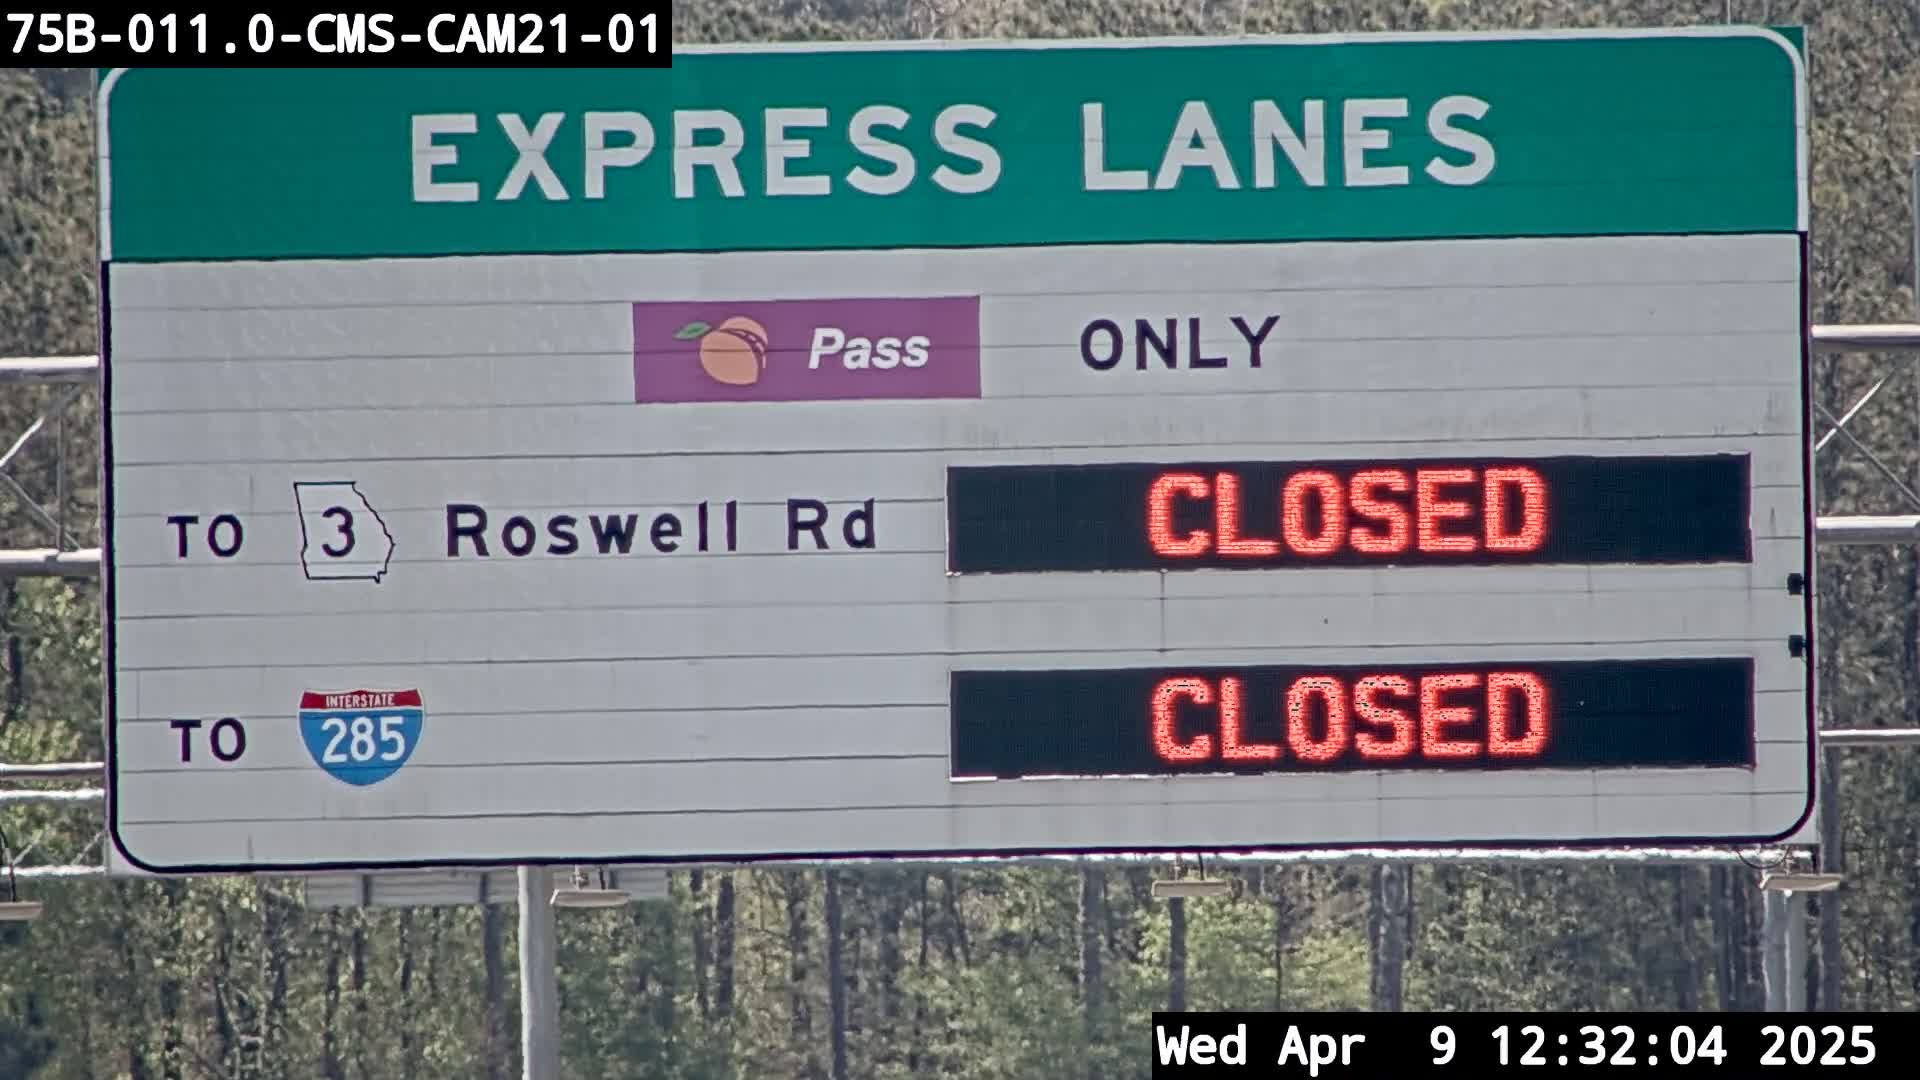 75B-011.0-CMS-CAM21-01
EXPRESS LANES
Pass ONLY
TO 3 Roswell Rd CLOSED
INTERSTATE
TO 285 CLOSED
Wed Apr 9 12:32:04 2025